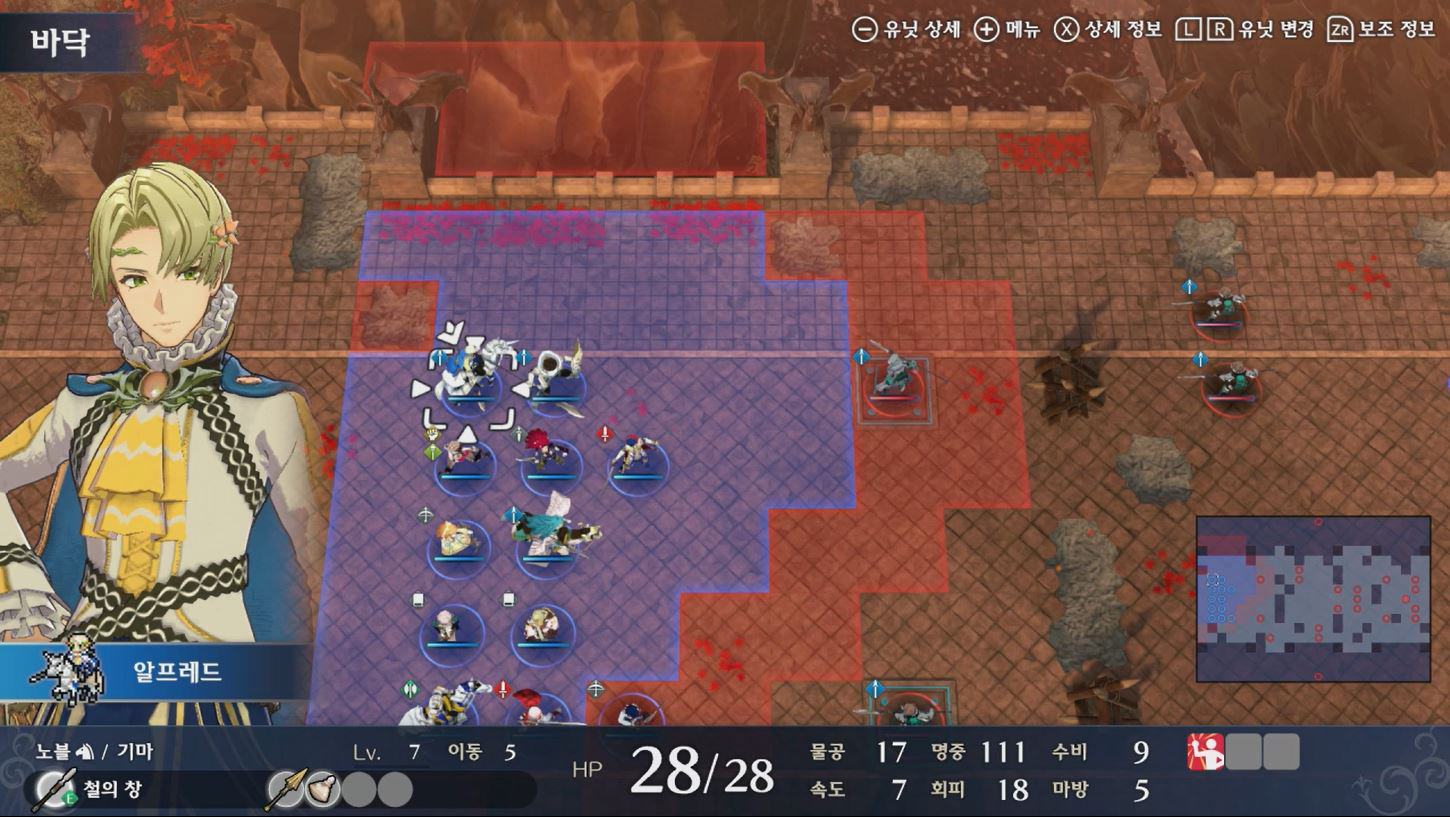 바닥
⊖ 유닛 상세 ⊕ 메뉴 Ⓧ 상세 정보 L R 유닛 변경 ZR 보조 정보
알프레드
노블 / 기마 Lv. 7 이동 5
E 철의 창
HP 28/28
물공 17 명중 111 수비 9
속도 7 회피 18 마방 5